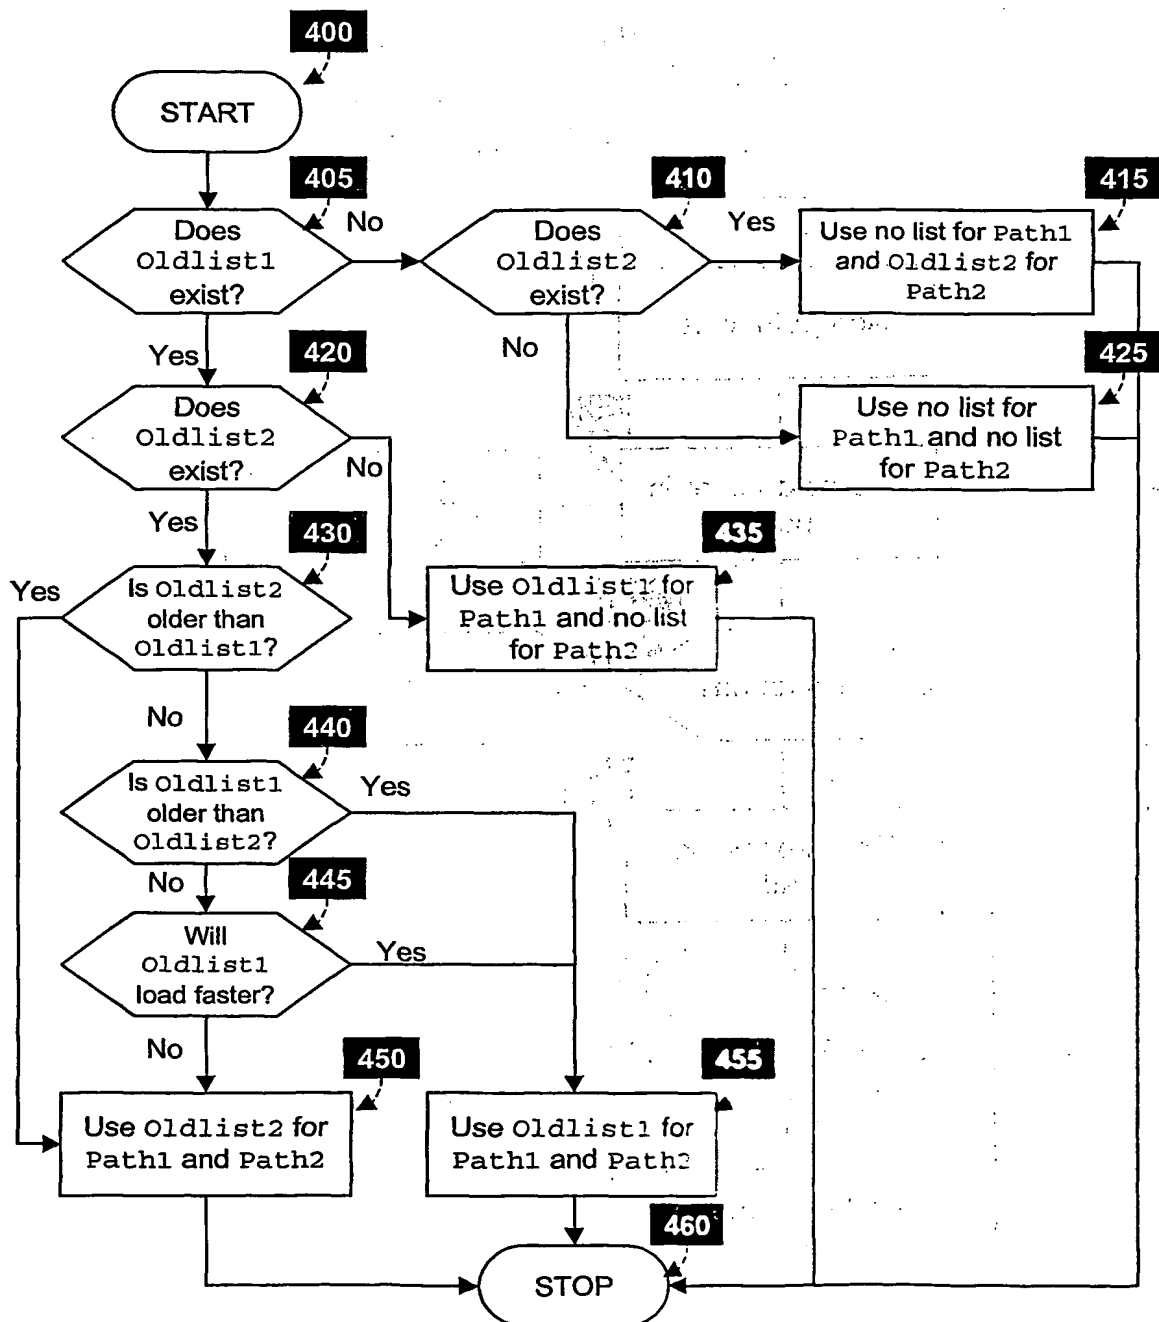 400
START
405
Does
Oldlist1
exist?
No
410
Does
Oldlist2
exist?
Yes
415
Use no list for Path1
and Oldlist2 for
Path2
Yes
420
Does
Oldlist2
exist?
No
No
425
Use no list for
Path1 and no list
for Path2
Yes
430
Is Oldlist2
older than
Oldlist1?
Yes
435
Use Oldlist1 for
Path1 and no list
for Path2
No
440
Is Oldlist1
older than
Oldlist2?
Yes
No
445
Will
Oldlist1
load faster?
Yes
No
450
Use Oldlist2 for
Path1 and Path2
455
Use Oldlist1 for
Path1 and Path2
460
STOP